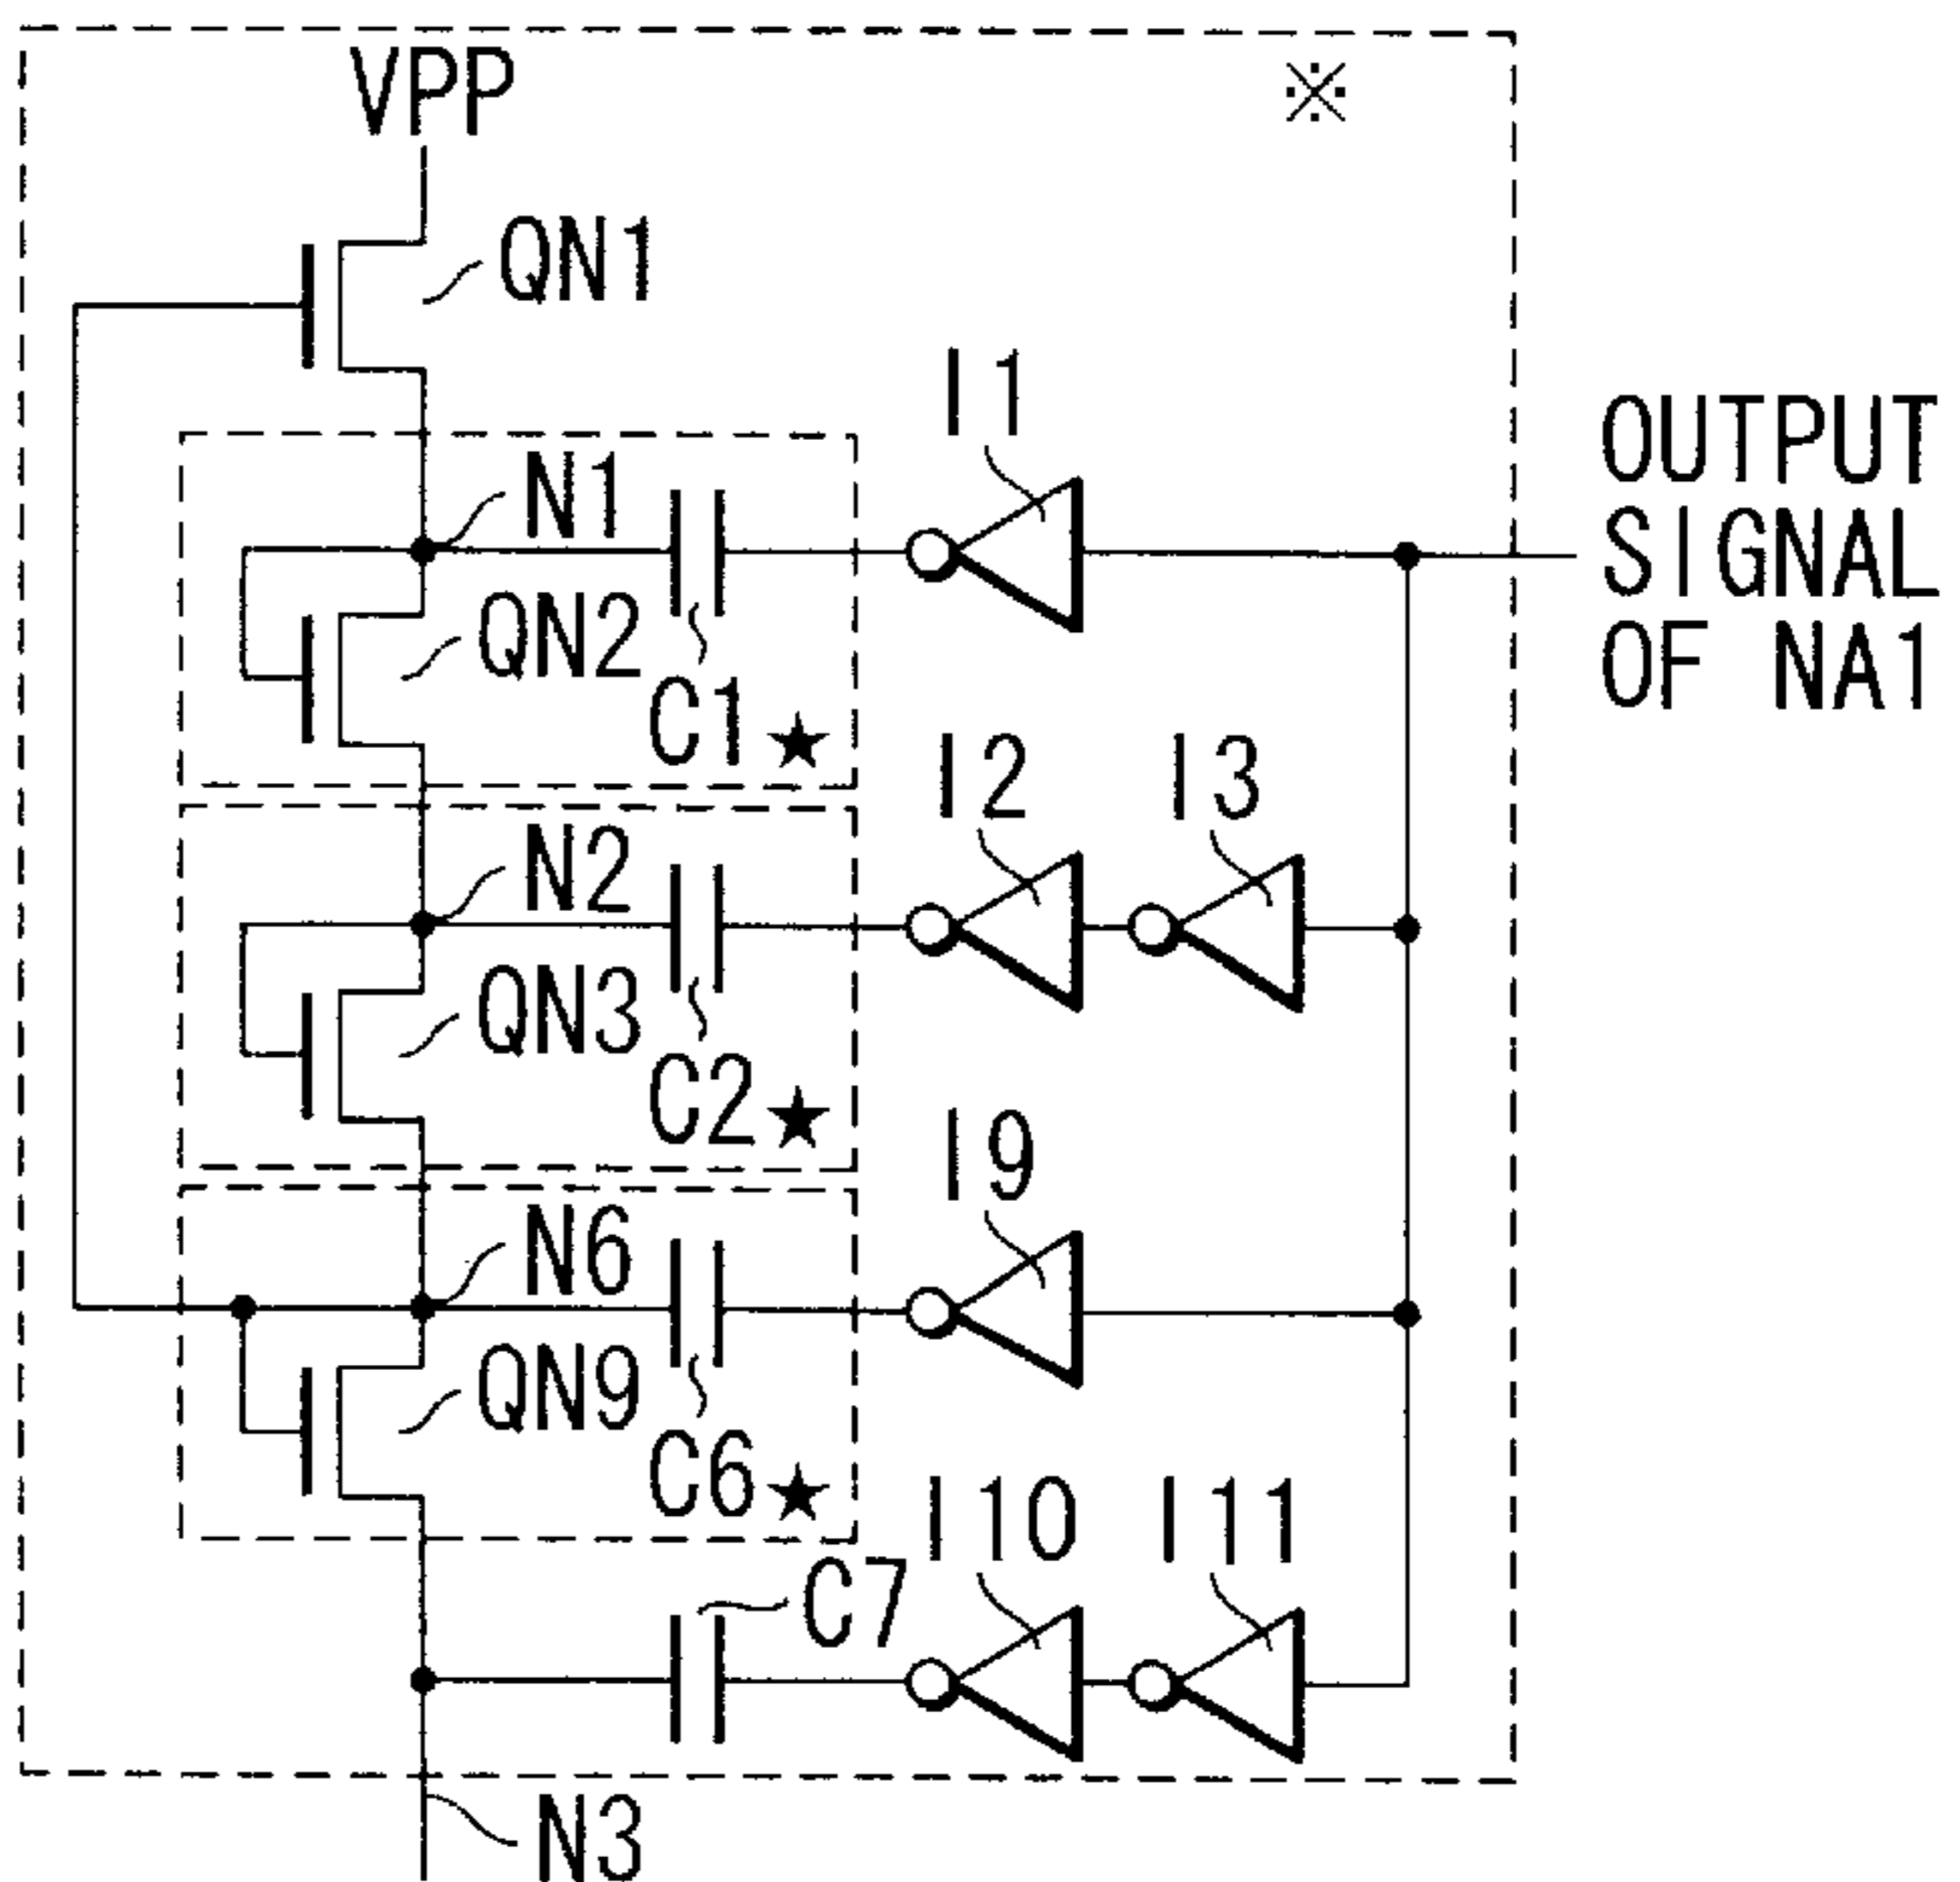 VPP
※
QN1
I1
OUTPUT
SIGNAL
OF NA1
N1
QN2
C1★
I2
I3
N2
QN3
C2★
I9
N6
QN9
C6★
I10
I11
C7
N3